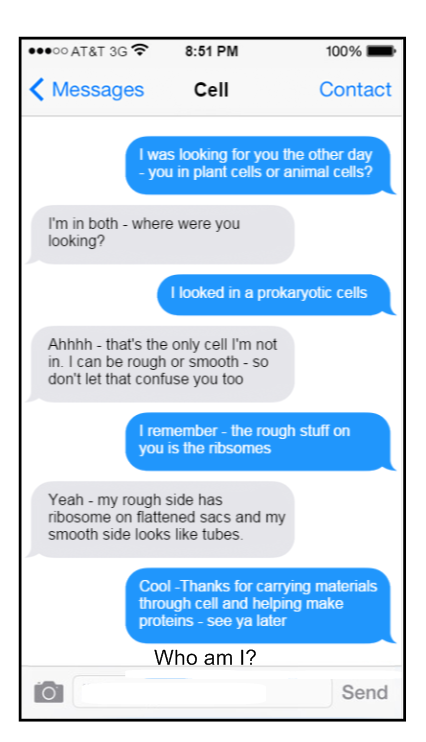 AT&T 3G 8:51 PM 100%
Messages Cell Contact
I was looking for you the other day
- you in plant cells or animal cells?
I'm in both - where were you
looking?
I looked in a prokaryotic cells
Ahhhh - that's the only cell I'm not
in. I can be rough or smooth - so
don't let that confuse you too
I remember - the rough stuff on
you is the ribsomes
Yeah - my rough side has
ribosome on flattened sacs and my
smooth side looks like tubes.
Cool -Thanks for carrying materials
through cell and helping make
proteins - see ya later
Who am I?
Send